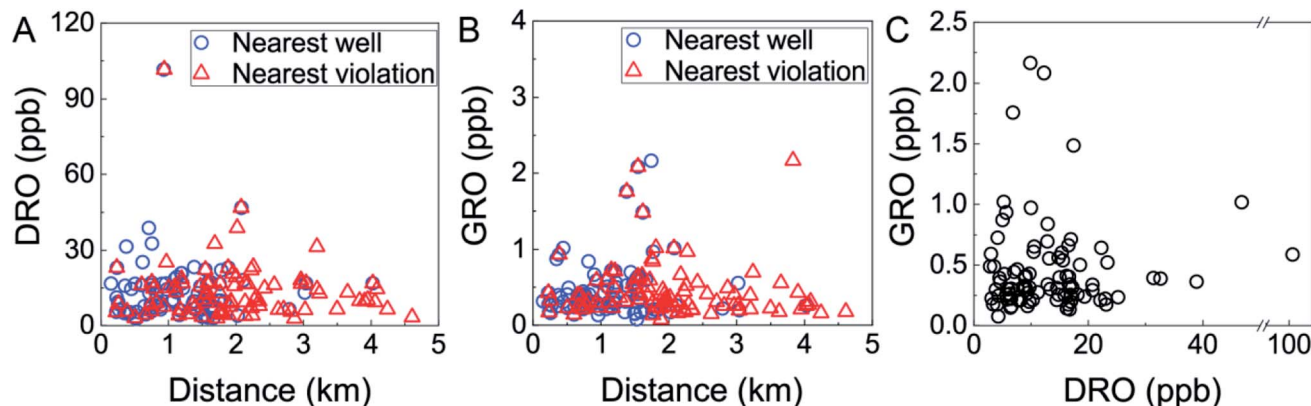 A
DRO (ppb)
120
90
60
30
0
Nearest well
Nearest violation
0 1 2 3 4 5
Distance (km)
B
GRO (ppb)
4
3
2
1
0
Nearest well
Nearest violation
0 1 2 3 4 5
Distance (km)
C
GRO (ppb)
2.5
2.0
1.5
1.0
0.5
0.0
0 20 40 100
DRO (ppb)